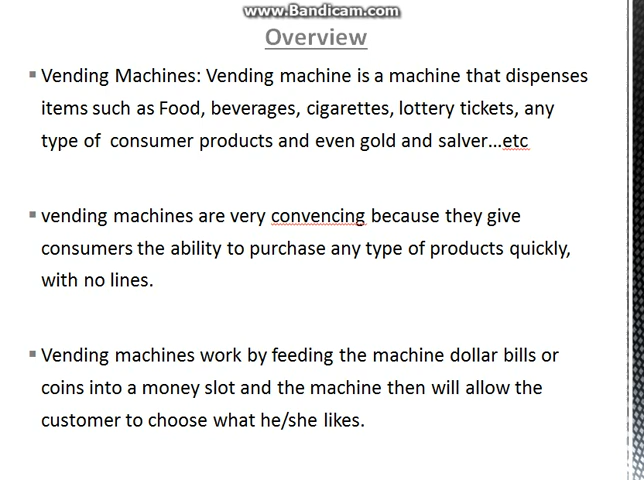 www.Bandicam.com
Overview
▪ Vending Machines: Vending machine is a machine that dispenses
items such as Food, beverages, cigarettes, lottery tickets, any
type of consumer products and even gold and salver...etc
▪ vending machines are very convencing because they give
consumers the ability to purchase any type of products quickly,
with no lines.
▪ Vending machines work by feeding the machine dollar bills or
coins into a money slot and the machine then will allow the
customer to choose what he/she likes.